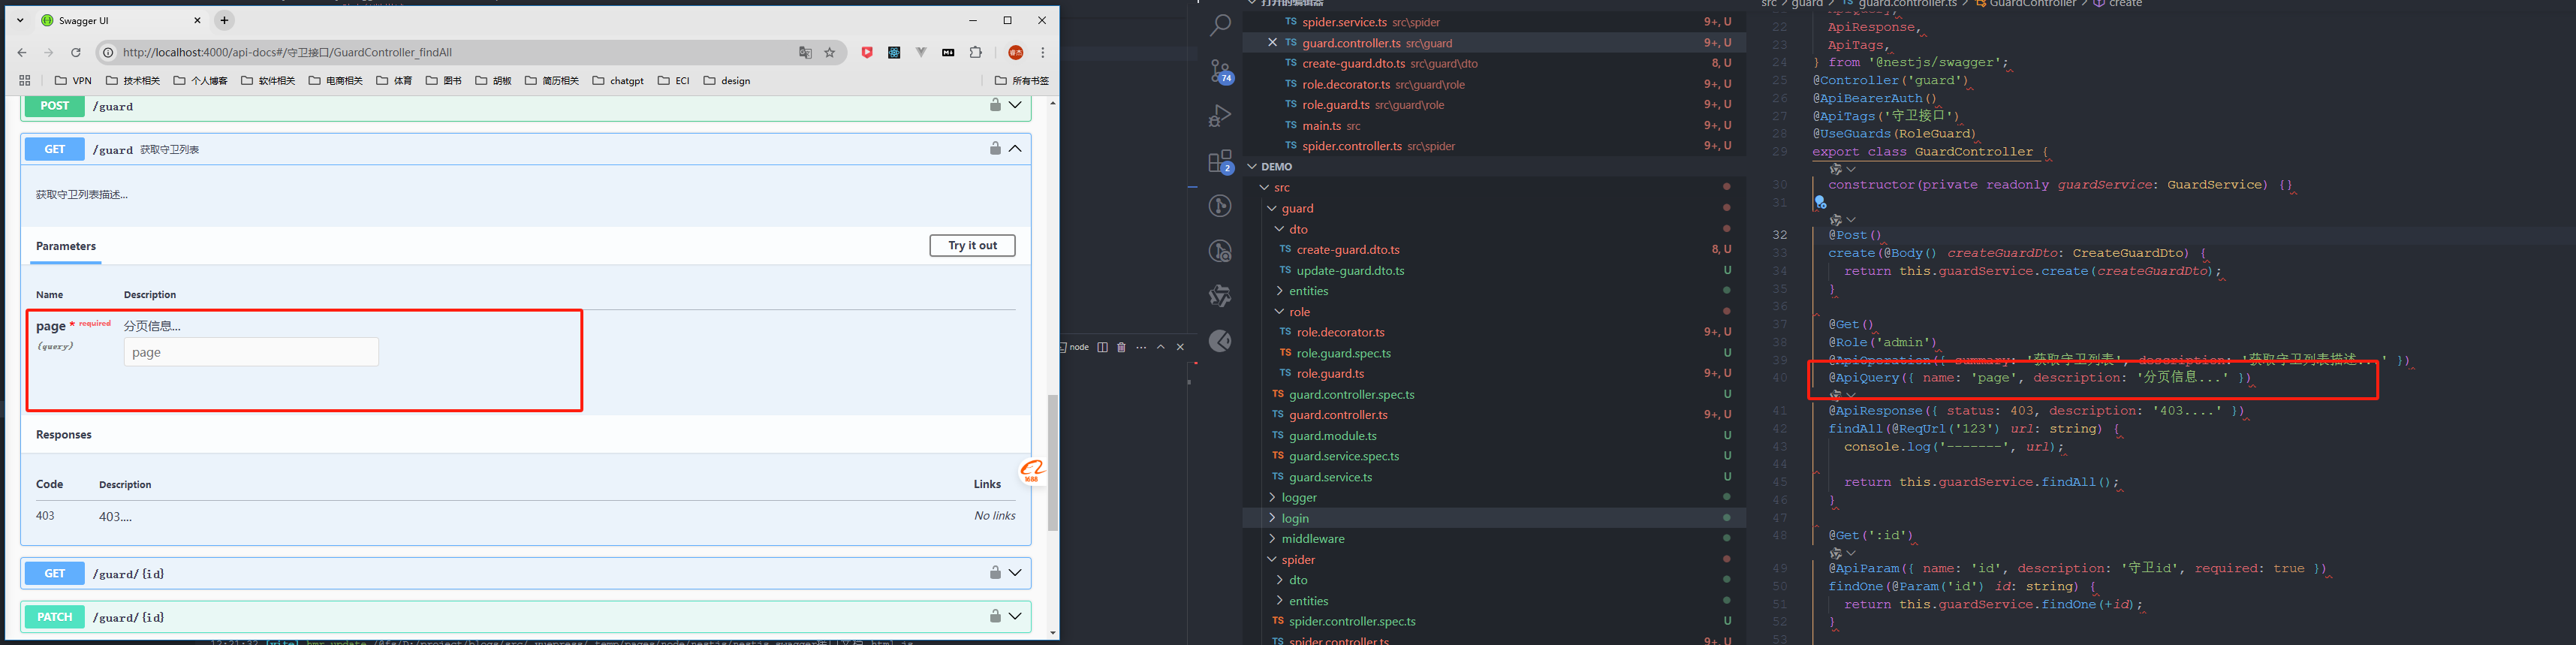 Swagger UI
http://localhost:4000/api-docs#/守卫接口/GuardController_findAll
VPN
技术相关
个人博客
软件相关
电商相关
体育
图书
胡椒
简历相关
chatgpt
ECI
design
所有书签
POST /guard
GET /guard 获取守卫列表
获取守卫列表描述...
Parameters
Try it out
Name Description
page * required 分页信息...
(query)
page
Responses
Code Description Links
403 403.... No links
1688
GET /guard/{id}
PATCH /guard/{id}
node
74
2
打开的编辑器
TS spider.service.ts src\spider 9+, U
TS guard.controller.ts src\guard 9+, U
TS create-guard.dto.ts src\guard\dto 8, U
TS role.decorator.ts src\guard\role 9+, U
TS role.guard.ts src\guard\role 9+, U
TS main.ts src 9+, U
TS spider.controller.ts src\spider 9+, U
DEMO
src
guard
dto
TS create-guard.dto.ts 8, U
TS update-guard.dto.ts U
entities
role
TS role.decorator.ts 9+, U
TS role.guard.spec.ts U
TS role.guard.ts 9+, U
TS guard.controller.spec.ts U
TS guard.controller.ts 9+, U
TS guard.module.ts U
TS guard.service.spec.ts U
TS guard.service.ts U
logger
login
middleware
spider
dto
entities
TS spider.controller.spec.ts U
TS spider.controller.ts 9+, U
src > guard > TS guard.controller.ts > GuardController > create
22 ApiResponse,
23 ApiTags,
24 } from '@nestjs/swagger';
25 @Controller('guard')
26 @ApiBearerAuth()
27 @ApiTags('守卫接口')
28 @UseGuards(RoleGuard)
29 export class GuardController {
30 constructor(private readonly guardService: GuardService) {}
31
32 @Post()
33 create(@Body() createGuardDto: CreateGuardDto) {
34 return this.guardService.create(createGuardDto);
35 }
36
37 @Get()
38 @Role('admin')
39 @ApiOperation({ summary: '获取守卫列表', description: '获取守卫列表描述...' })
40 @ApiQuery({ name: 'page', description: '分页信息...' })
41 @ApiResponse({ status: 403, description: '403....' })
42 findAll(@ReqUrl('123') url: string) {
43 console.log('-------', url);
44
45 return this.guardService.findAll();
46 }
47
48 @Get(':id')
49 @ApiParam({ name: 'id', description: '守卫id', required: true })
50 findOne(@Param('id') id: string) {
51 return this.guardService.findOne(+id);
52 }
53